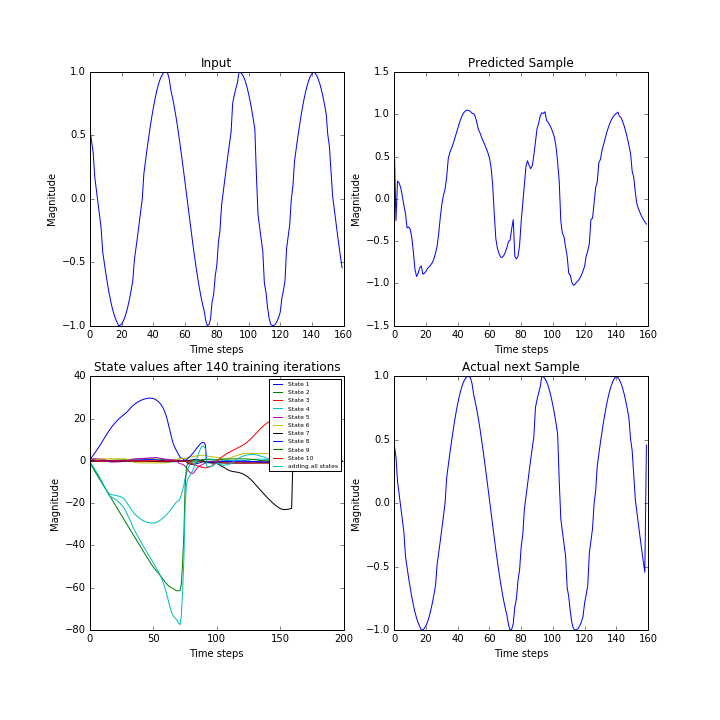 Input
1.0
0.5
0.0
−0.5
−1.0
Magnitude
0 20 40 60 80 100 120 140 160
Time steps
Predicted Sample
1.5
1.0
0.5
0.0
−0.5
−1.0
−1.5
Magnitude
0 20 40 60 80 100 120 140 160
Time steps
State values after 140 training iterations
40
20
0
−20
−40
−60
−80
Magnitude
0 50 100 150 200
Time steps
State 1
State 2
State 3
State 4
State 5
State 6
State 7
State 8
State 9
State 10
adding all states
Actual next Sample
1.0
0.5
0.0
−0.5
−1.0
Magnitude
0 20 40 60 80 100 120 140 160
Time steps